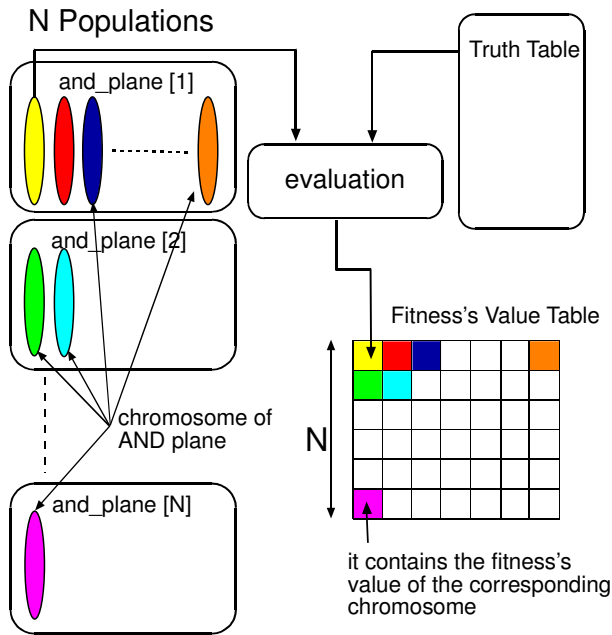 N Populations
and_plane [1]
Truth Table
evaluation
and_plane [2]
Fitness's Value Table
chromosome of
AND plane
N
and_plane [N]
it contains the fitness's
value of the corresponding
chromosome